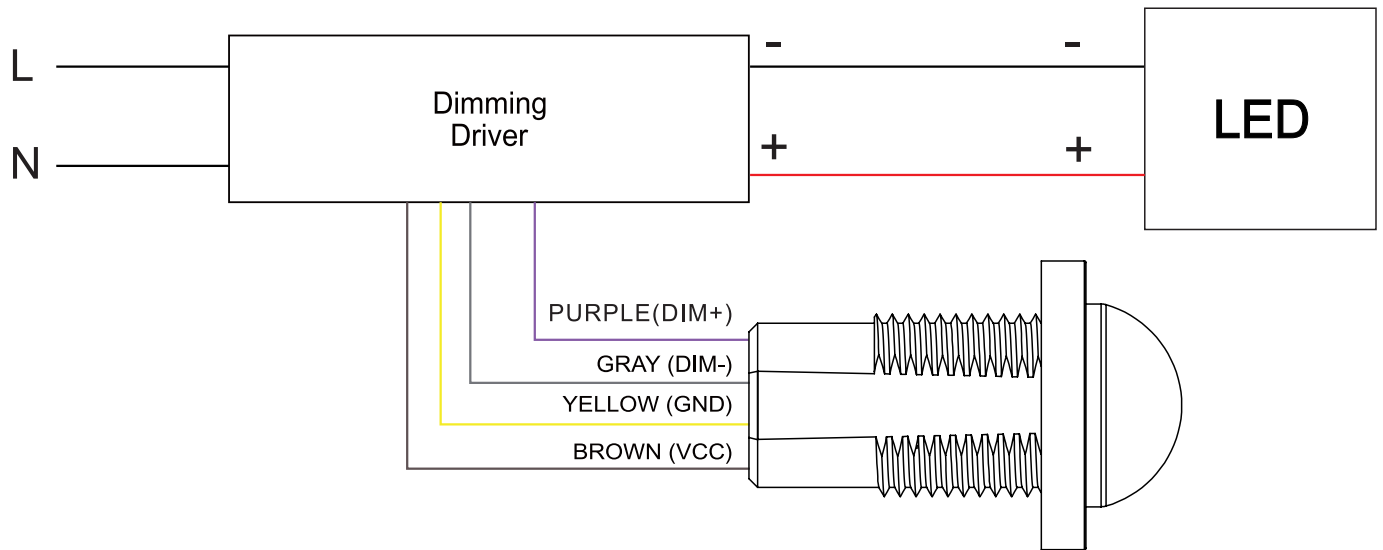 L
N
Dimming
Driver
-
-
+
+
LED
PURPLE(DIM+)
GRAY (DIM-)
YELLOW (GND)
BROWN (VCC)